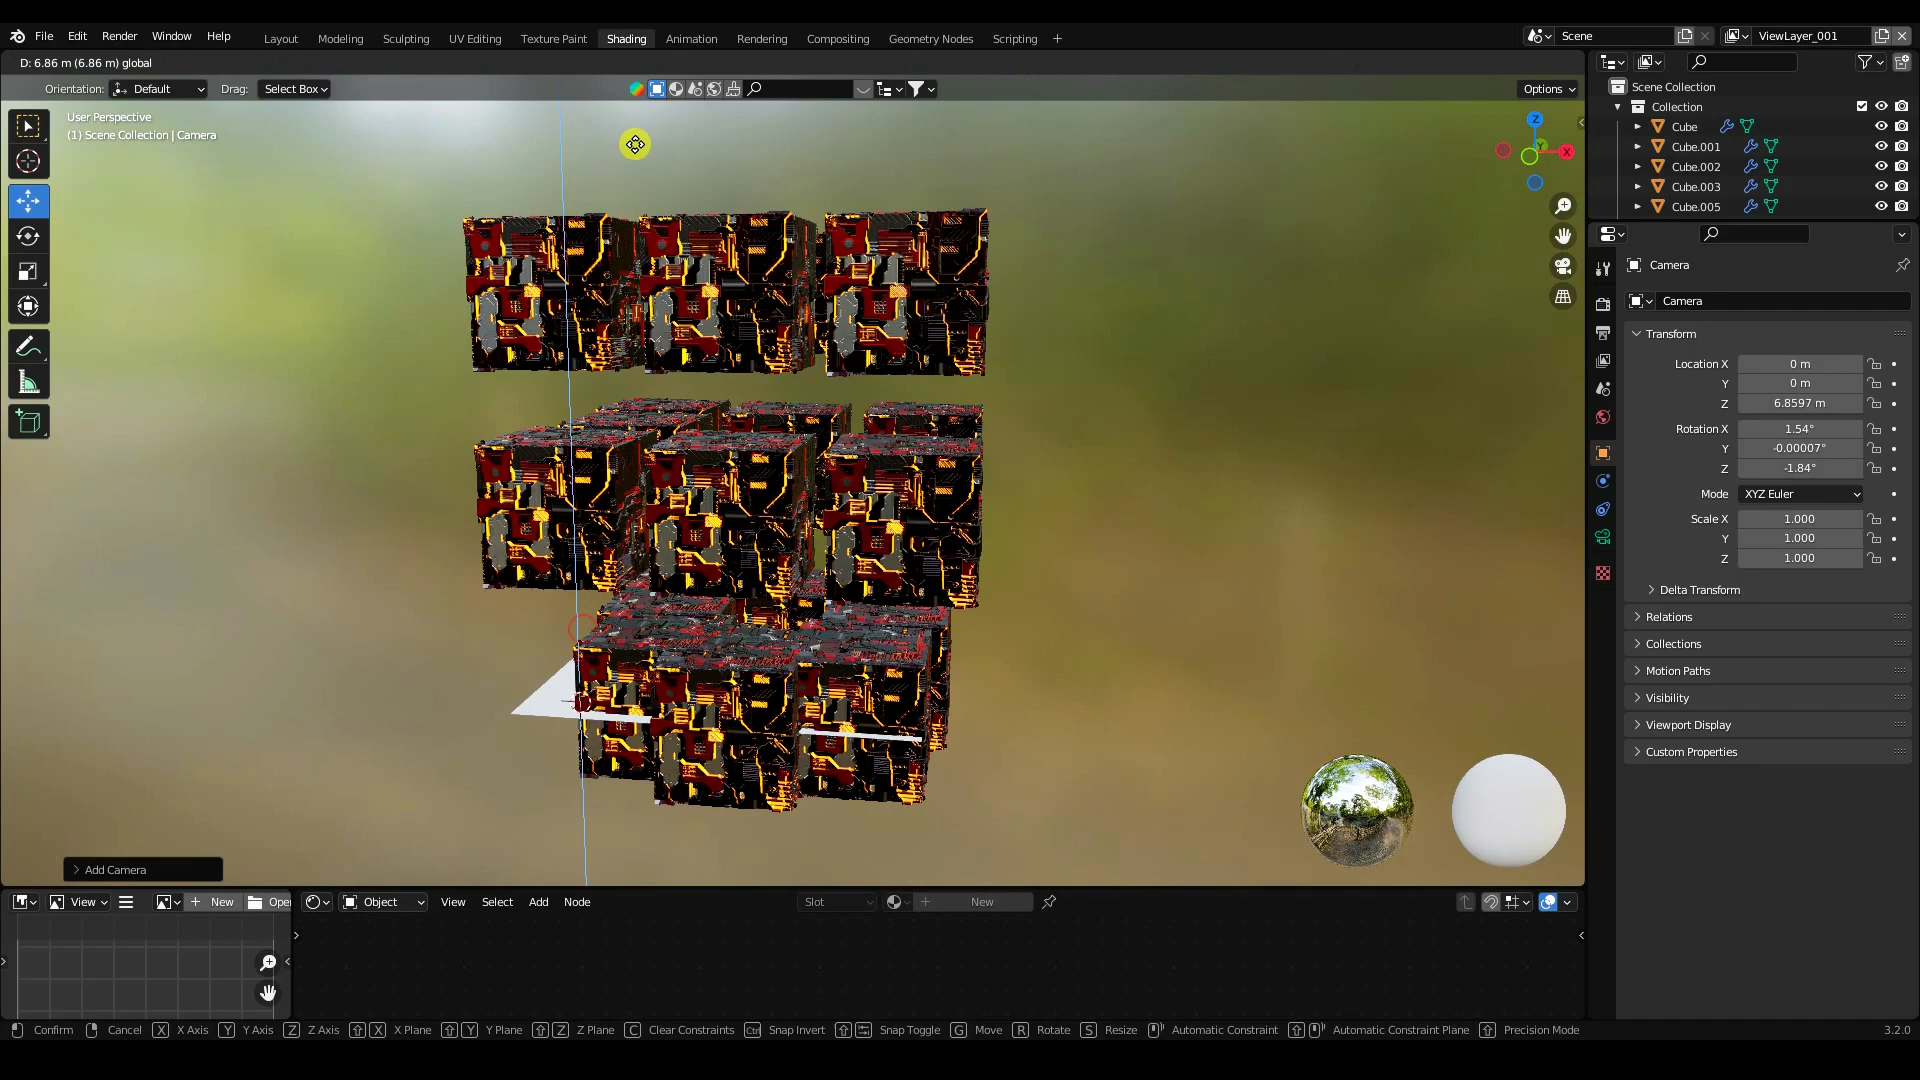 File Edit Render Window Help
Layout Modeling Sculpting UV Editing Texture Paint Shading Animation Rendering Compositing Geometry Nodes Scripting
Scene
ViewLayer_001
D: 6.86 m (6.86 m) global
Orientation: Default Drag: Select Box
Options
User Perspective
(1) Scene Collection | Camera
Z
Y
X
Scene Collection
Collection
Cube
Cube.001
Cube.002
Cube.003
Cube.005
Camera
Camera
Transform
Location X 0 m
Y 0 m
Z 6.8597 m
Rotation X 1.54°
Y -0.00007°
Z -1.84°
Mode XYZ Euler
Scale X 1.000
Y 1.000
Z 1.000
Delta Transform
Relations
Collections
Motion Paths
Visibility
Viewport Display
Custom Properties
Add Camera
View New Open
Object View Select Add Node
Slot New
Confirm Cancel X X Axis Y Y Axis Z Z Axis X X Plane Y Y Plane Z Z Plane C Clear Constraints Ctrl Snap Invert Snap Toggle G Move R Rotate S Resize Automatic Constraint Automatic Constraint Plane Precision Mode
3.2.0